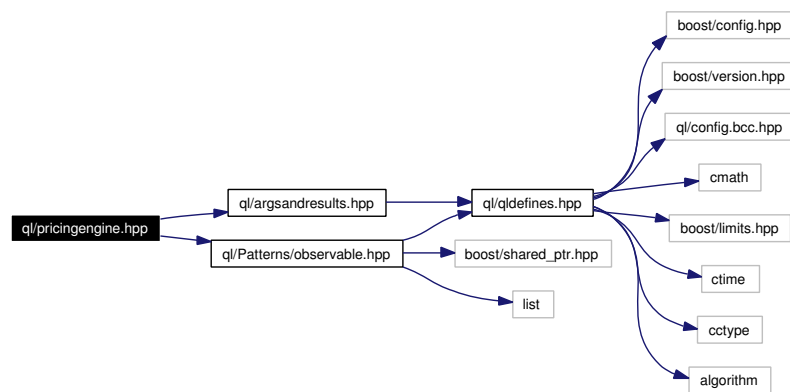 boost/config.hpp
boost/version.hpp
ql/config.bcc.hpp
cmath
ql/argsandresults.hpp
ql/qldefines.hpp
ql/pricingengine.hpp
boost/limits.hpp
ql/Patterns/observable.hpp
boost/shared_ptr.hpp
ctime
list
cctype
algorithm